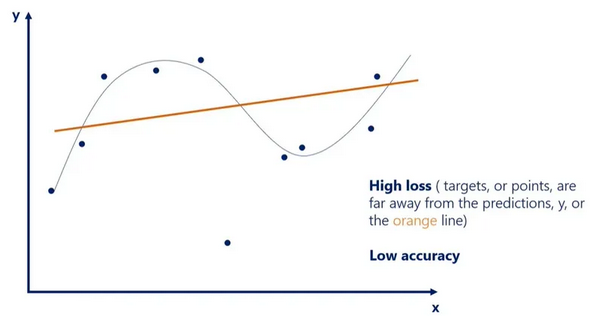 y
High loss ( targets, or points, are
far away from the predictions, y, or
the orange line)
Low accuracy
x